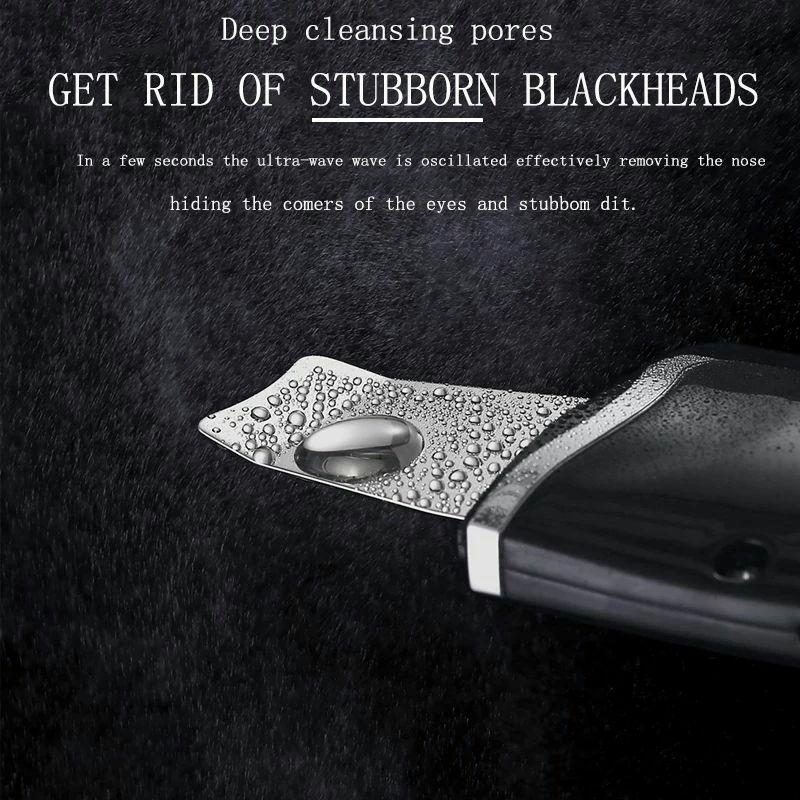 Deep cleansing pores
GET RID OF STUBBORN BLACKHEADS
In a few seconds the ultra-wave wave is oscillated effectively removing the nose
hiding the comers of the eyes and stubbom dit.